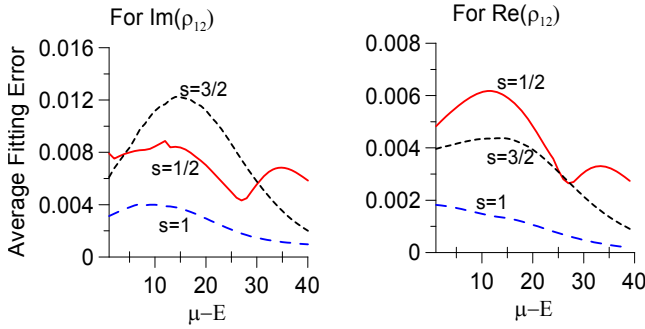 For Im(ρ₁₂)
Average Fitting Error
0.016
0.012
0.008
0.004
0
s=3/2
s=1/2
s=1
10 20 30 40
μ−E
For Re(ρ₁₂)
0.008
0.006
0.004
0.002
0.000
s=1/2
s=3/2
s=1
10 20 30 40
μ−E